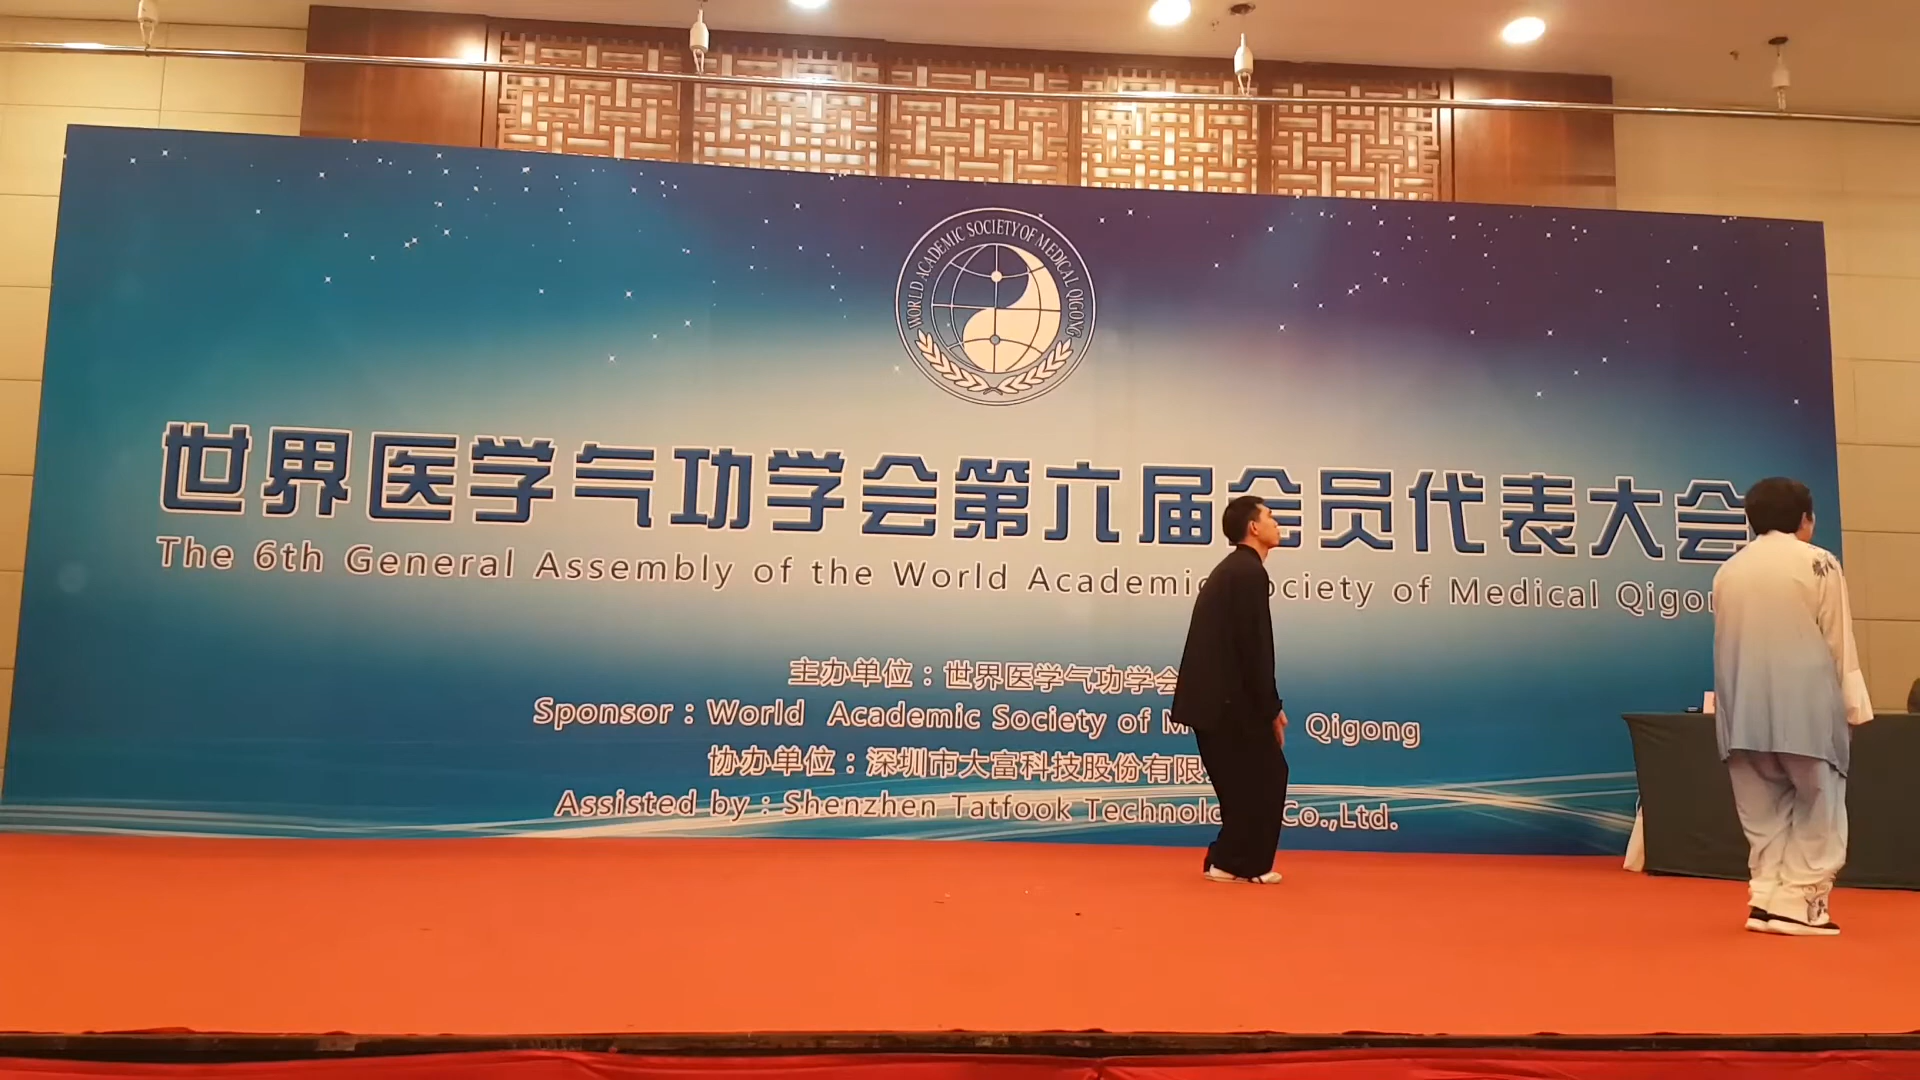 WORLD ACADEMIC SOCIETY OF MEDICAL QIGONG
世界医学气功学会第六届会员代表大会
The 6th General Assembly of the World Academic Society of Medical Qigon
主办单位：世界医学气功学会
Sponsor : World Academic Society of M Qigong
协办单位：深圳市大富科技股份有限
Assisted by : Shenzhen Tatfook Technolo Co.,Ltd.